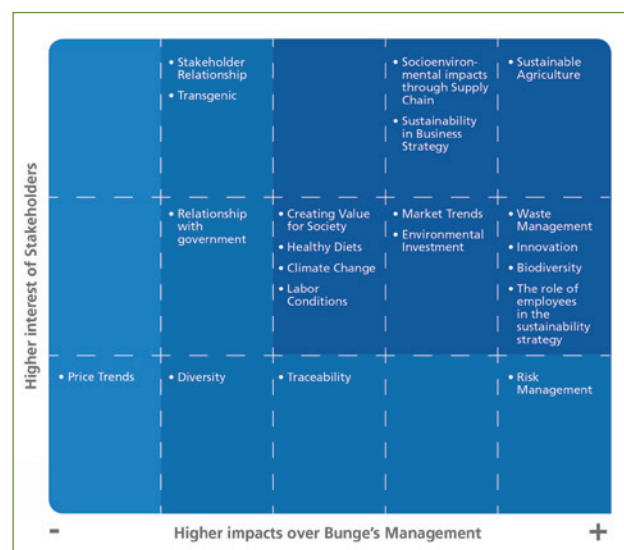 Higher interest of Stakeholders
• Stakeholder
Relationship
• Transgenic
• Socioenviron-
mental impacts
through Supply
Chain
• Sustainability
in Business
Strategy
• Sustainable
Agriculture
• Relationship
with
government
• Creating Value
for Society
• Healthy Diets
• Climate Change
• Labor
Conditions
• Market Trends
• Environmental
Investment
• Waste
Management
• Innovation
• Biodiversity
• The role of
employees
in the
sustainability
strategy
• Price Trends
• Diversity
• Traceability
• Risk
Management
-
Higher impacts over Bunge's Management
+